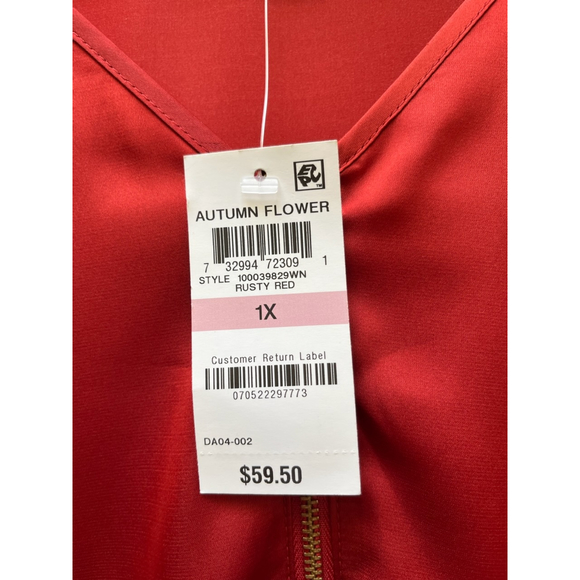 AUTUMN FLOWER
7 32994 72309 1
STYLE 100039829WN
RUSTY RED
1X
Customer Return Label
070522297773
DA04-002
$59.50